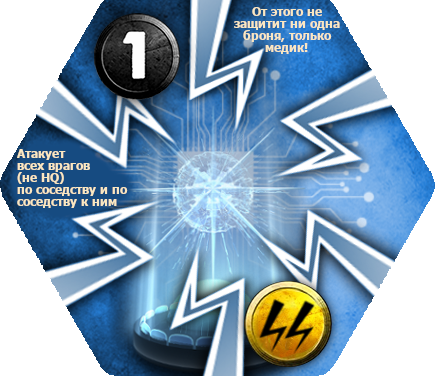 От этого не
защитит ни одна
броня, только
медик!
1
Атакует
всех врагов
(не HQ)
по соседству и по
соседству к ним